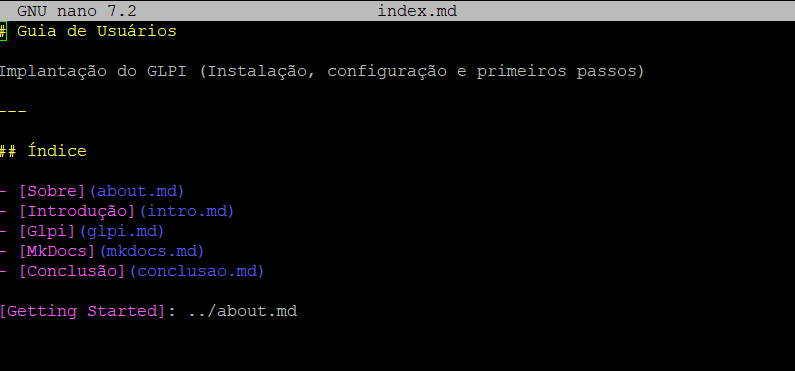 GNU nano 7.2 index.md
# Guia de Usuários
Implantação do GLPI (Instalação, configuração e primeiros passos)
---
## Índice
- [Sobre](about.md)
- [Introdução](intro.md)
- [Glpi](glpi.md)
- [MkDocs](mkdocs.md)
- [Conclusão](conclusao.md)
[Getting Started]: ../about.md